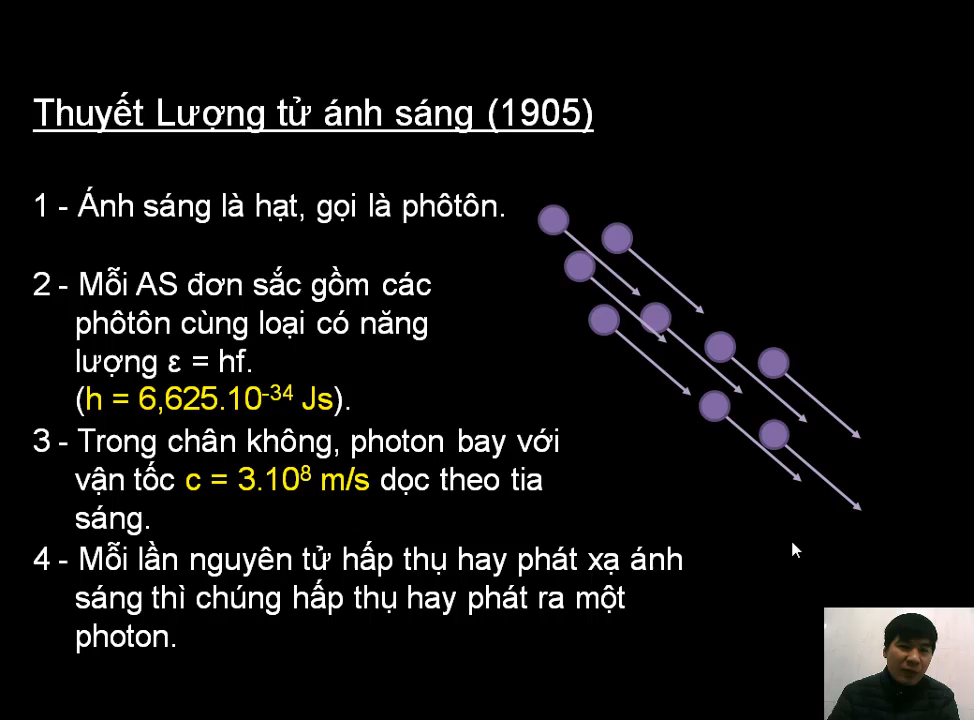 Thuyết Lượng tử ánh sáng (1905)
1 - Ánh sáng là hạt, gọi là phôtôn.
2 - Mỗi AS đơn sắc gồm các
phôtôn cùng loại có năng
lượng ε = hf.
(h = 6,625.10⁻³⁴ Js).
3 - Trong chân không, photon bay với
vận tốc c = 3.10⁸ m/s dọc theo tia
sáng.
4 - Mỗi lần nguyên tử hấp thụ hay phát xạ ánh
sáng thì chúng hấp thụ hay phát ra một
photon.